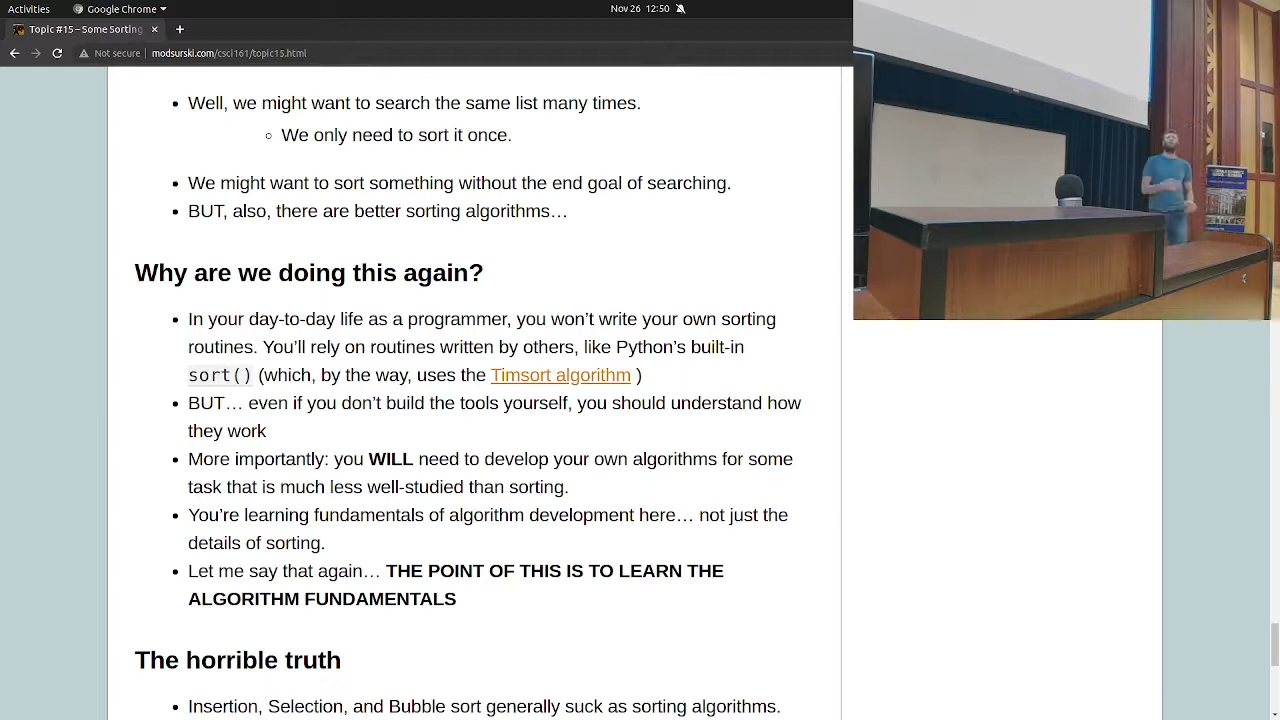 Activities
Google Chrome
Nov 26 12:50
Topic #15 – Some Sorting
Not secure
modsurski.com/csci161/topic15.html
Well, we might want to search the same list many times.
We only need to sort it once.
We might want to sort something without the end goal of searching.
BUT, also, there are better sorting algorithms…
Why are we doing this again?
In your day-to-day life as a programmer, you won’t write your own sorting
routines. You’ll rely on routines written by others, like Python’s built-in
sort() (which, by the way, uses the Timsort algorithm )
BUT… even if you don’t build the tools yourself, you should understand how
they work
More importantly: you WILL need to develop your own algorithms for some
task that is much less well-studied than sorting.
You’re learning fundamentals of algorithm development here… not just the
details of sorting.
Let me say that again… THE POINT OF THIS IS TO LEARN THE
ALGORITHM FUNDAMENTALS
The horrible truth
Insertion, Selection, and Bubble sort generally suck as sorting algorithms.